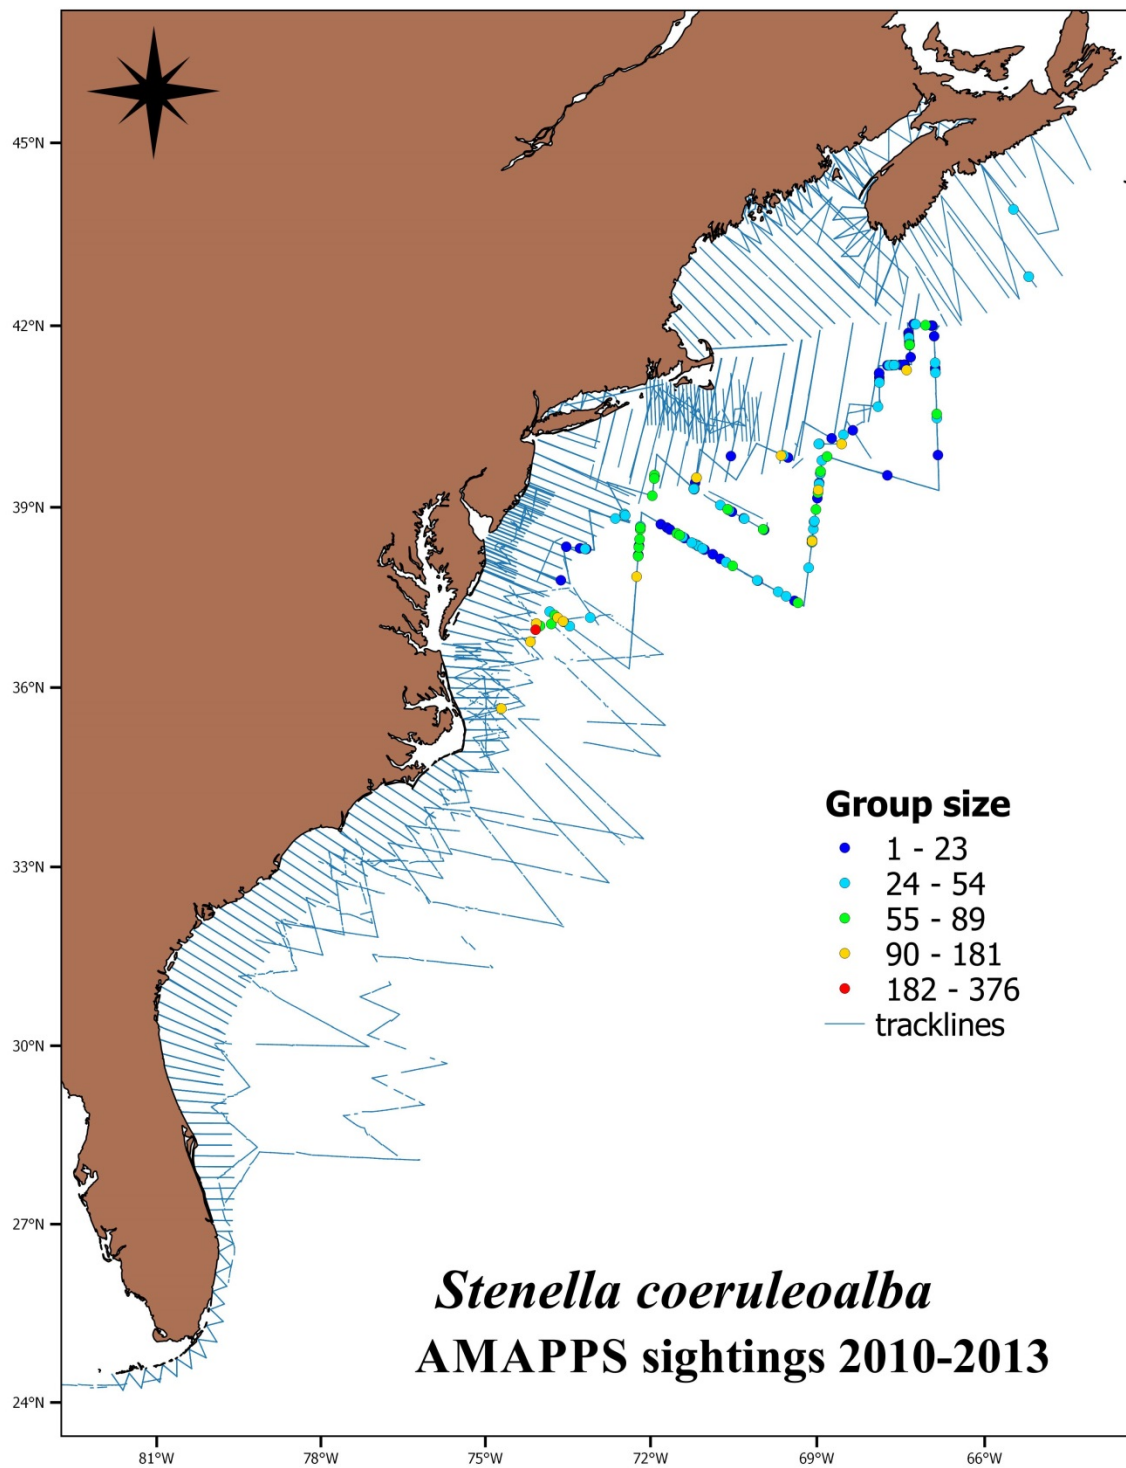 45°N
42°N
39°N
36°N
33°N
30°N
27°N
24°N
Group size
1 - 23
24 - 54
55 - 89
90 - 181
182 - 376
tracklines
Stenella coeruleoalba
AMAPPS sightings 2010-2013
81°W 78°W 75°W 72°W 69°W 66°W